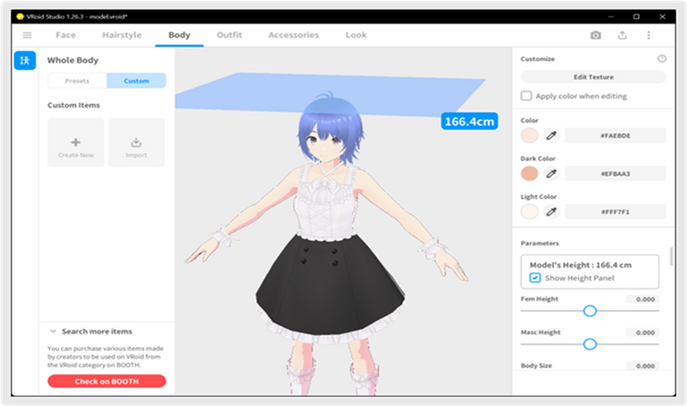 VRoid Studio 1.26.3 - model.vroid*
Face Hairstyle Body Outfit Accessories Look
Whole Body
Presets Custom
Custom Items
Create New Import
Search more items
You can purchase various items made
by creators to be used on VRoid from
the VRoid category on BOOTH.
Check on BOOTH
166.4cm
Customize
Edit Texture
Apply color when editing
Color
#FAEBDE
Dark Color
#EFBAA3
Light Color
#FFF7F1
Parameters
Model's Height : 166.4 cm
Show Height Panel
Fem Height 0.000
Masc Height 0.000
Body Size 0.000